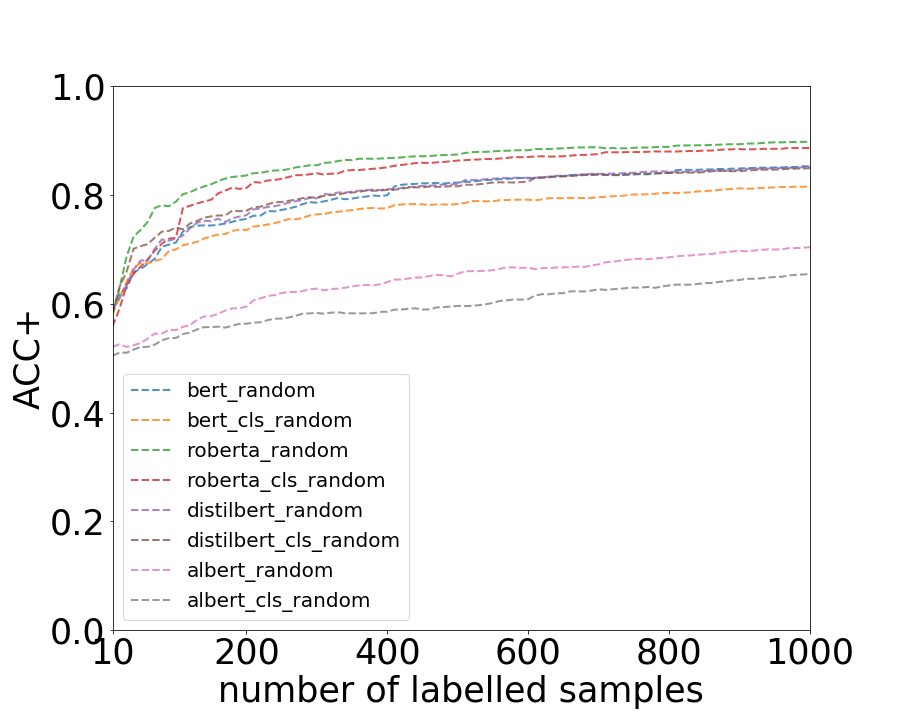 1.0
0.8
0.6
0.4
0.2
0.0
ACC+
bert_random
bert_cls_random
roberta_random
roberta_cls_random
distilbert_random
distilbert_cls_random
albert_random
albert_cls_random
10 200 400 600 800 1000
number of labelled samples